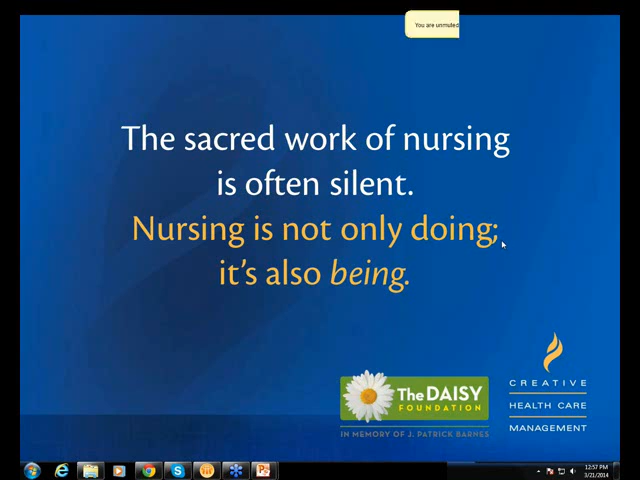 You are unmuted
The sacred work of nursing
is often silent.
Nursing is not only doing;
it's also being.
The DAISY
FOUNDATION
IN MEMORY OF J. PATRICK BARNES
CREATIVE
HEALTH CARE
MANAGEMENT
12:57 PM
3/21/2014